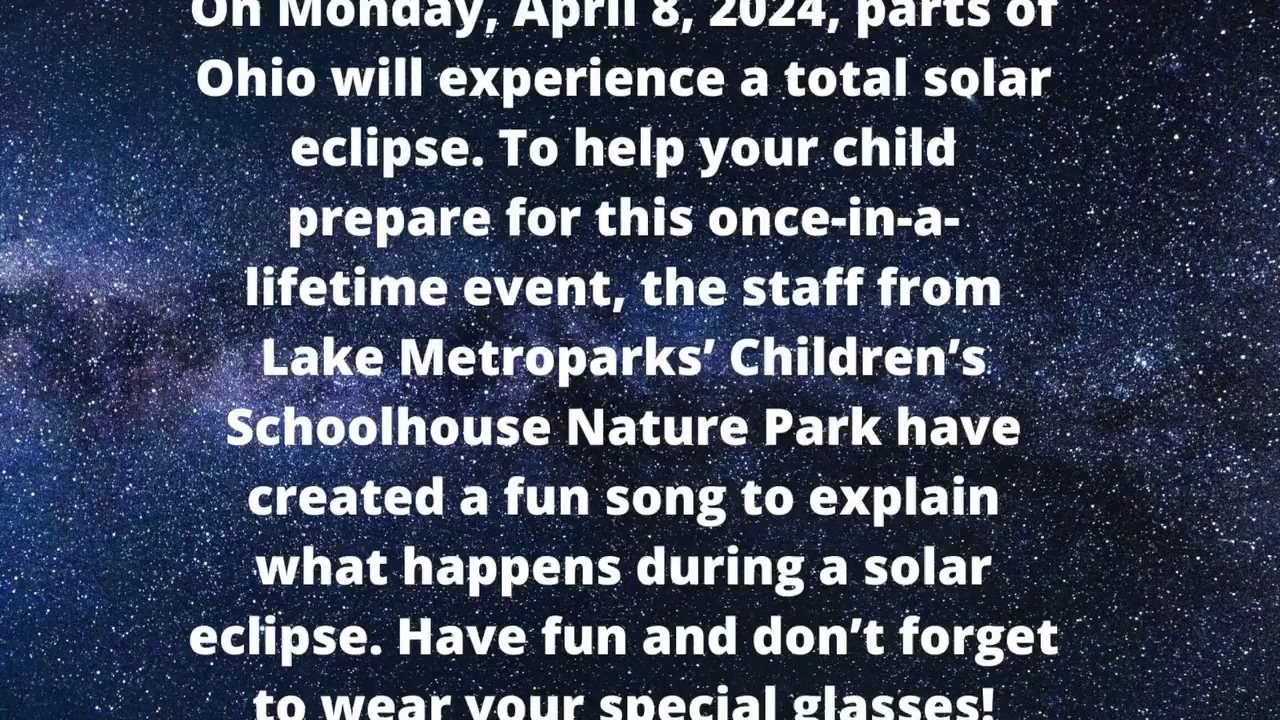 On Monday, April 8, 2024, parts of
Ohio will experience a total solar
eclipse. To help your child
prepare for this once-in-a-
lifetime event, the staff from
Lake Metroparks’ Children’s
Schoolhouse Nature Park have
created a fun song to explain
what happens during a solar
eclipse. Have fun and don’t forget
to wear your special glasses!